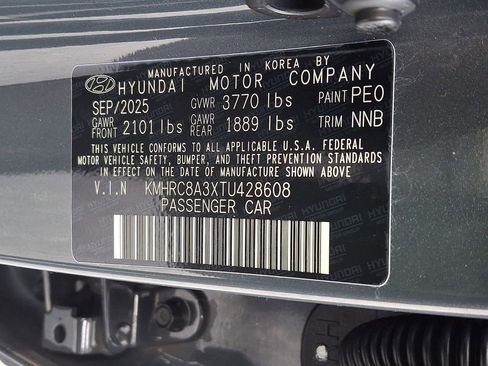 MANUFACTURED IN KOREA BY
HYUNDAI MOTOR COMPANY
SEP/2025 GVWR 3770 lbs PAINT PEO
GAWR FRONT 2101 lbs GAWR REAR 1889 lbs TRIM NNB
THIS VEHICLE CONFORMS TO ALL APPLICABLE U.S.A. FEDERAL
MOTOR VEHICLE SAFETY, BUMPER, AND THEFT PREVENTION STANDARDS
IN EFFECT ON THE DATE OF MANUFACTURE SHOWN ABOVE.
V.I.N KMHRC8A3XTU428608
PASSENGER CAR